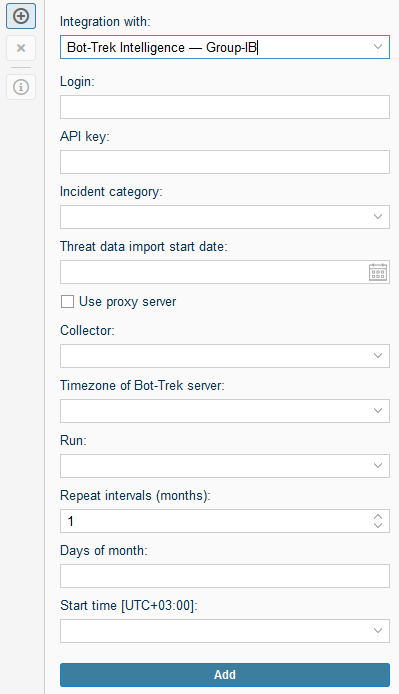 Integration with:
Bot-Trek Intelligence — Group-IB
Login:
API key:
Incident category:
Threat data import start date:
Use proxy server
Collector:
Timezone of Bot-Trek server:
Run:
Repeat intervals (months):
1
Days of month:
Start time [UTC+03:00]:
Add